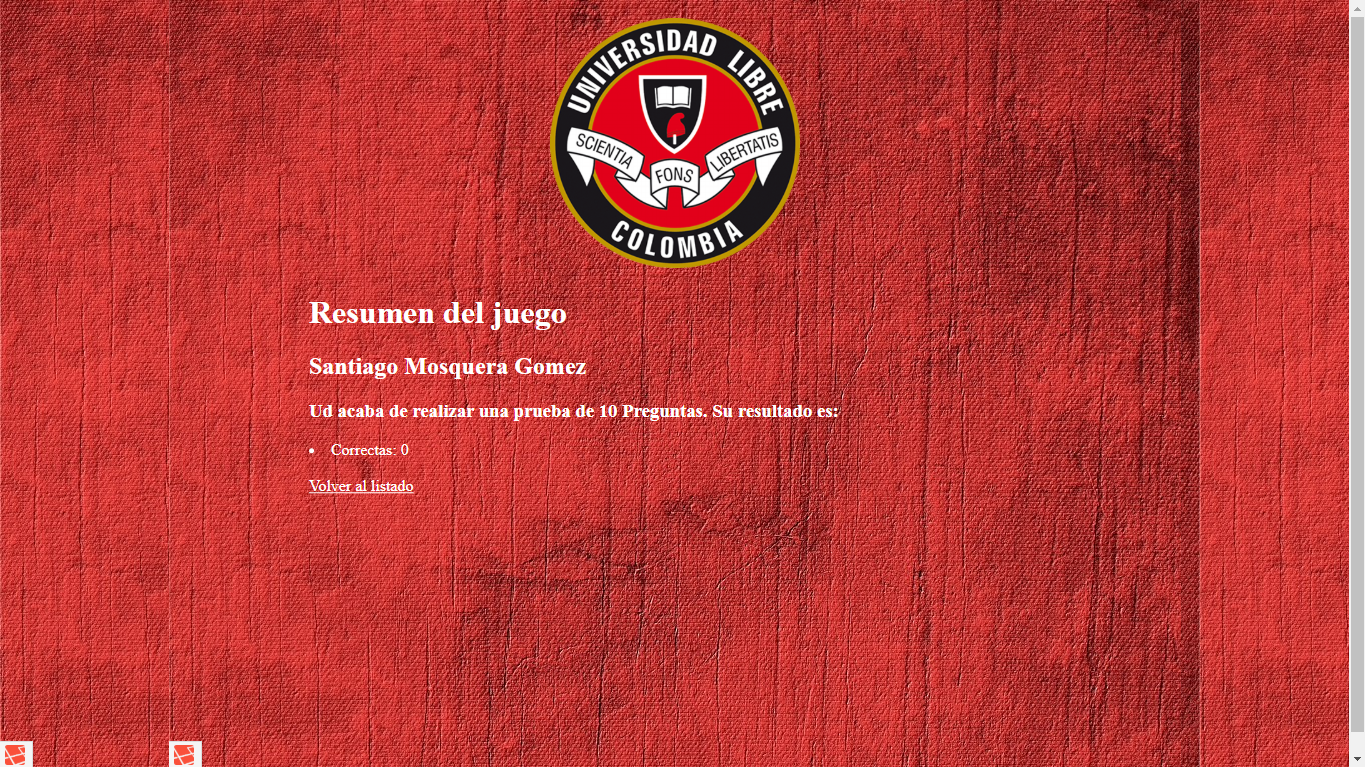 UNIVERSIDAD LIBRE
SCIENTIA FONS LIBERTATIS
COLOMBIA
Resumen del juego
Santiago Mosquera Gomez
Ud acaba de realizar una prueba de 10 Preguntas. Su resultado es:
• Correctas: 0
Volver al listado